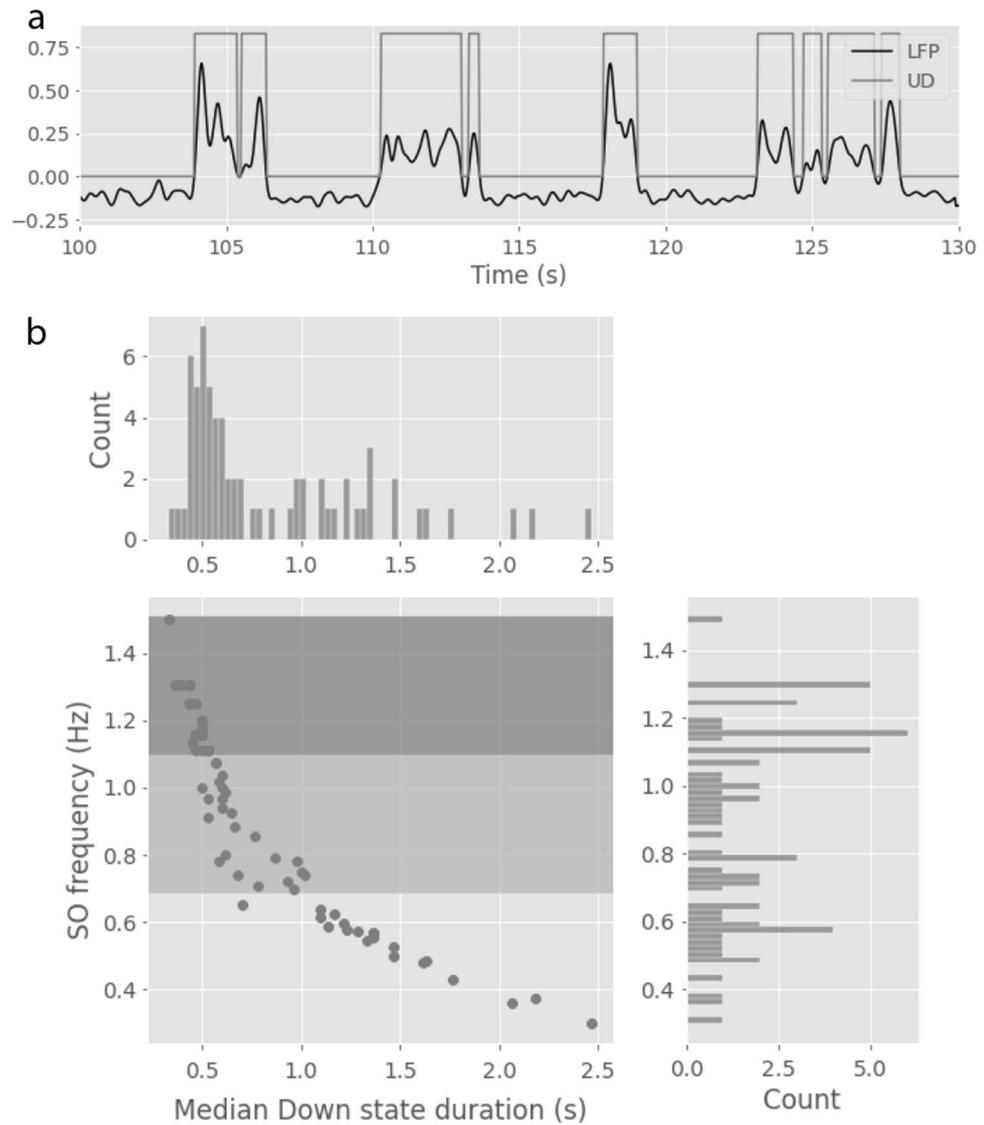 a
0.75
0.50
0.25
0.00
−0.25
LFP
UD
100 105 110 115 120 125 130
Time (s)
b
Count
6
4
2
0
0.5 1.0 1.5 2.0 2.5
SO frequency (Hz)
1.4
1.2
1.0
0.8
0.6
0.4
0.5 1.0 1.5 2.0 2.5
Median Down state duration (s)
1.4
1.2
1.0
0.8
0.6
0.4
0.0 2.5 5.0
Count